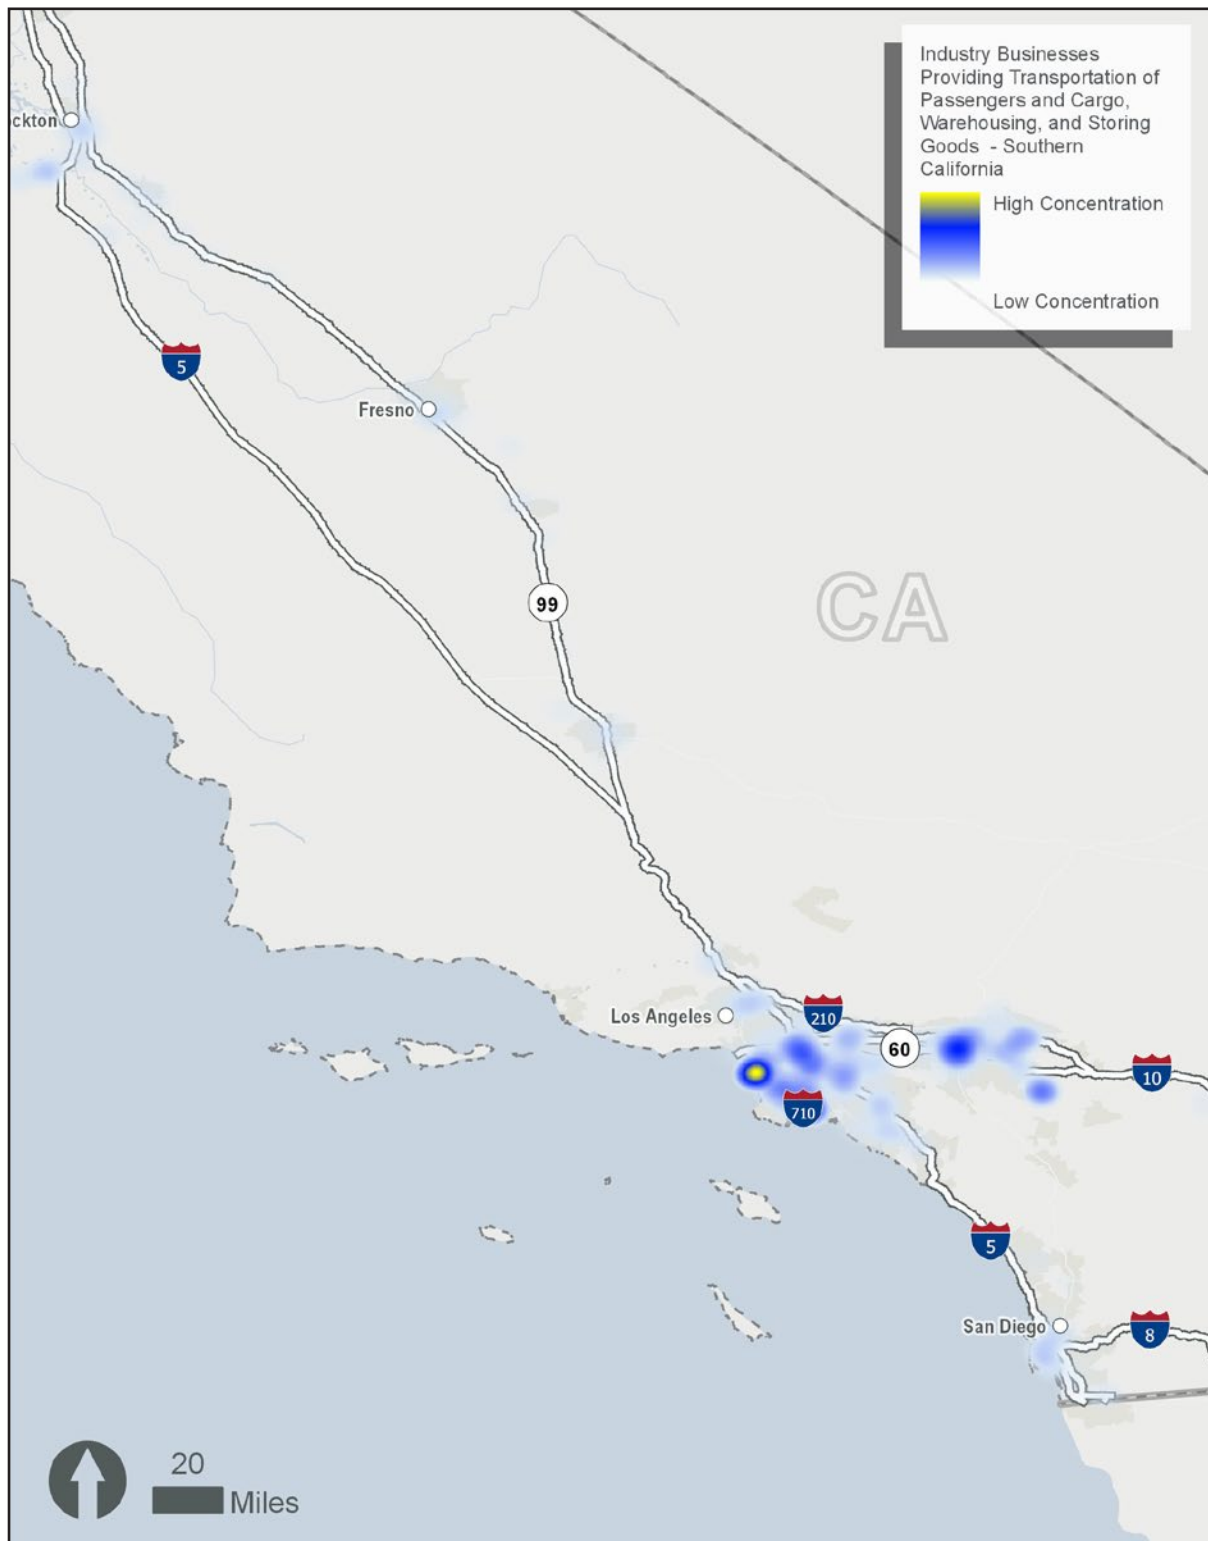 Industry Businesses
Providing Transportation of
Passengers and Cargo,
Warehousing, and Storing
Goods - Southern
California
High Concentration
Low Concentration
ckton
5
Fresno
99
CA
Los Angeles
210
60
10
710
5
San Diego
8
20
Miles